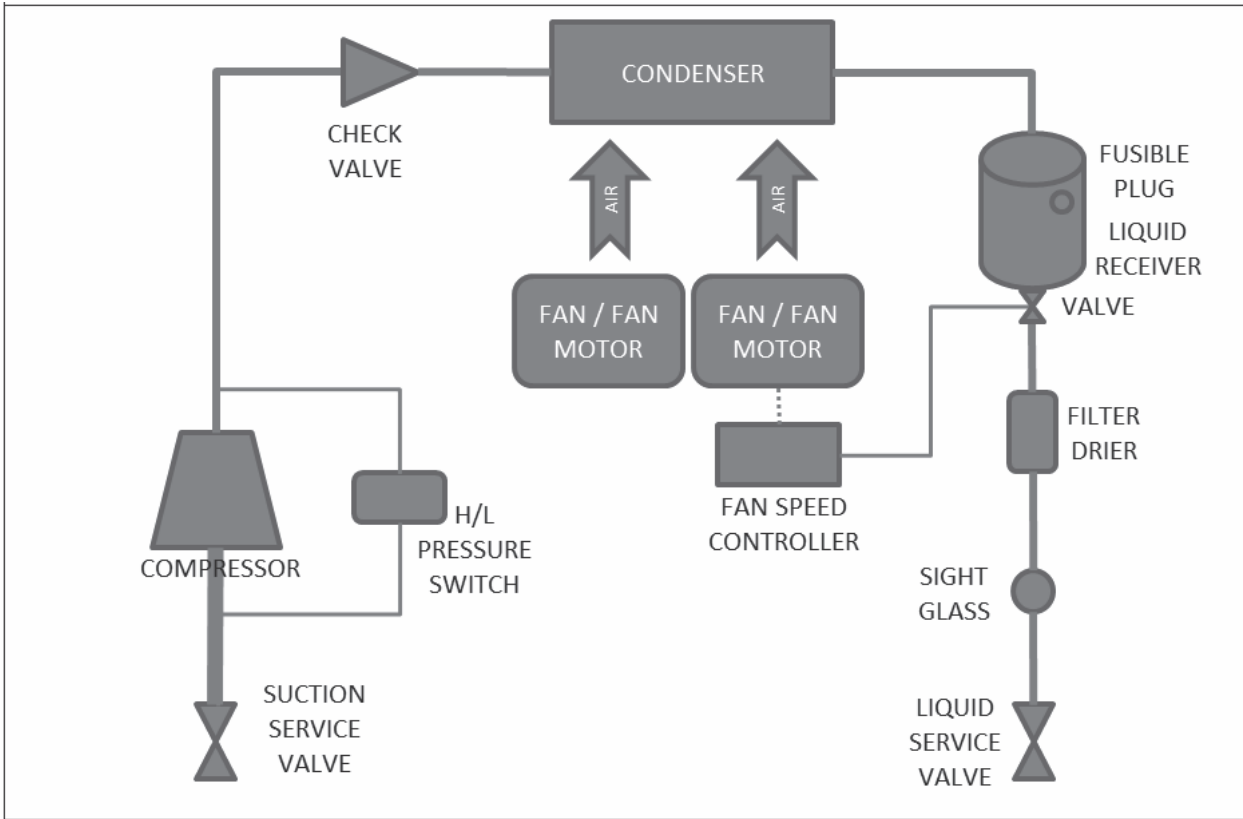 CONDENSER
CHECK
VALVE
FUSIBLE
PLUG
AIR
AIR
LIQUID
RECEIVER
FAN / FAN
MOTOR
FAN / FAN
MOTOR
VALVE
FILTER
DRIER
H/L
PRESSURE
SWITCH
FAN SPEED
CONTROLLER
COMPRESSOR
SIGHT
GLASS
SUCTION
SERVICE
VALVE
LIQUID
SERVICE
VALVE